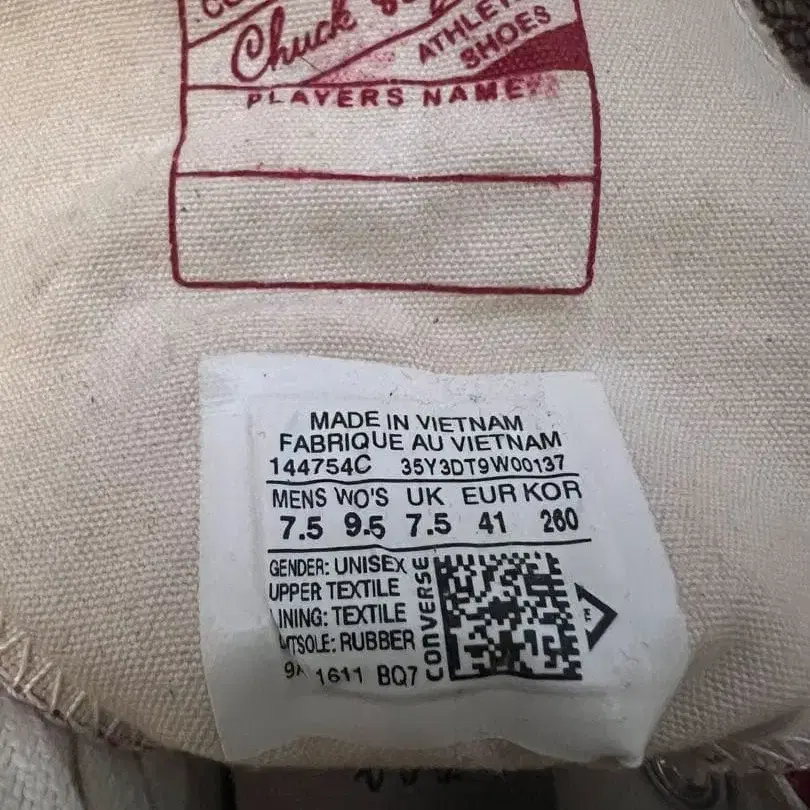 Chuck
ATHLETIC
SHOES
PLAYERS NAME
MADE IN VIETNAM
FABRIQUE AU VIETNAM
144754C 35Y3DT9W00137
MENS WO'S UK EUR KOR
7.5 9.5 7.5 41 260
GENDER: UNISEX
UPPER TEXTILE
LINING: TEXTILE
RUBBER
1611 BQ7
CONVERSE
TM